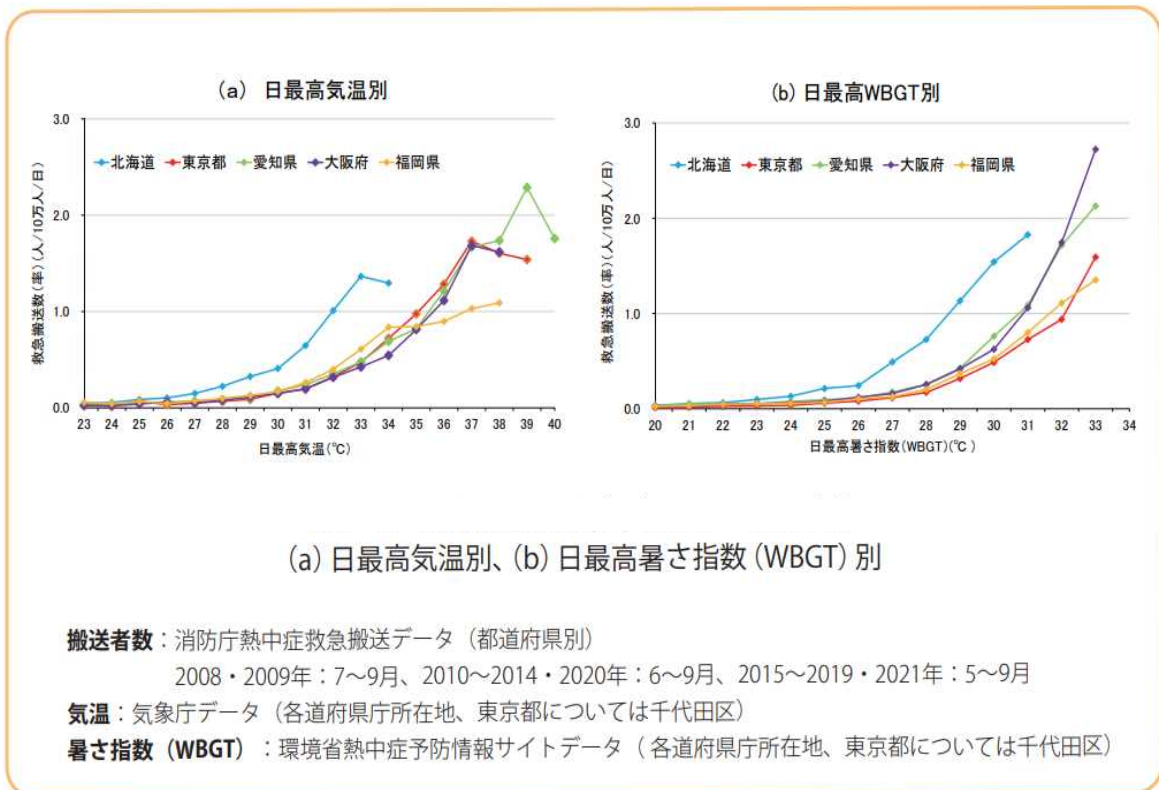 (a) 日最高気温別
3.0
2.0
1.0
0.0
救急搬送数(率)(人/10万人/日)
北海道 東京都 愛知県 大阪府 福岡県
23 24 25 26 27 28 29 30 31 32 33 34 35 36 37 38 39 40
日最高気温(℃)
(b) 日最高WBGT別
3.0
2.0
1.0
0.0
救急搬送数(率)(人/10万人/日)
北海道 東京都 愛知県 大阪府 福岡県
20 21 22 23 24 25 26 27 28 29 30 31 32 33 34
日最高暑さ指数(WBGT)(℃)
(a) 日最高気温別、(b) 日最高暑さ指数(WBGT) 別
搬送者数:消防庁熱中症救急搬送データ(都道府県別)
2008・2009年:7〜9月、2010〜2014・2020年:6〜9月、2015〜2019・2021年:5〜9月
気温:気象庁データ(各道府県庁所在地、東京都については千代田区)
暑さ指数(WBGT):環境省熱中症予防情報サイトデータ( 各道府県庁所在地、東京都については千代田区)